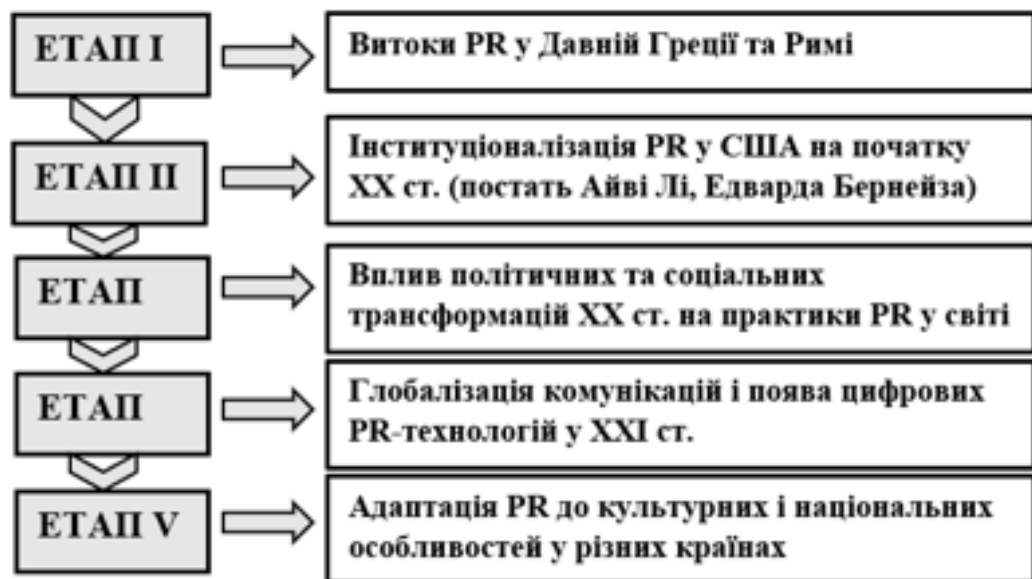 ЕТАП I
Витоки PR у Давній Греції та Римі
ЕТАП II
Інституціоналізація PR у США на початку
XX ст. (постать Айві Лі, Едварда Бернейза)
ЕТАП
Вплив політичних та соціальних
трансформацій XX ст. на практики PR у світі
ЕТАП
Глобалізація комунікацій і поява цифрових
PR-технологій у XXI ст.
ЕТАП V
Адаптація PR до культурних і національних
особливостей у різних країнах